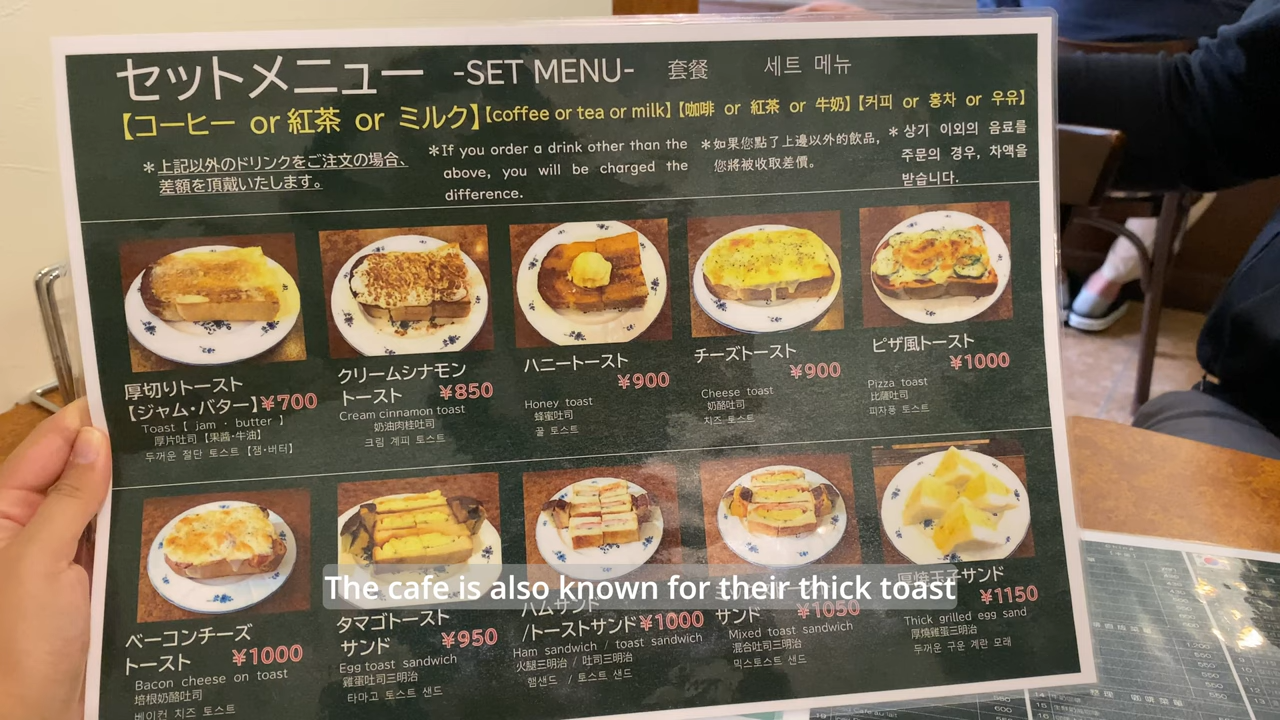 セットメニュー -SET MENU- 套餐 세트 메뉴
【コーヒー or 紅茶 or ミルク】【coffee or tea or milk】【咖啡 or 紅茶 or 牛奶】【커피 or 홍차 or 우유】
＊上記以外のドリンクをご注文の場合、
差額を頂戴いたします。
＊If you order a drink other than the
above, you will be charged the
difference.
＊如果您點了上邊以外的飲品，
您將被收取差價。
＊상기 이외의 음료를
주문의 경우, 차액을
받습니다.
厚切りトースト
【ジャム・バター】¥700
Toast【 jam ・ butter 】
厚片吐司【果醬・牛油】
두꺼운 절단 토스트【잼・버터】
クリームシナモン
トースト ¥850
Cream cinnamon toast
奶油肉桂吐司
크림 계피 토스트
ハニートースト
¥900
Honey toast
蜂蜜吐司
꿀 토스트
チーズトースト
¥900
Cheese toast
奶酪吐司
치즈 토스트
ピザ風トースト
¥1000
Pizza toast
比薩吐司
피자풍 토스트
ベーコンチーズ
トースト ¥1000
Bacon cheese on toast
培根奶酪吐司
베이컨 치즈 토스트
タマゴトースト
サンド ¥950
Egg toast sandwich
雞蛋吐司三明治
타마고 토스트 샌드
ハムサンド
/トーストサンド ¥1000
Ham sandwich / toast sandwich
火腿三明治 / 吐司三明治
햄샌드 / 토스트 샌드
サンド ¥1050
Mixed toast sandwich
混合吐司三明治
믹스토스트 샌드
厚焼玉子サンド
¥1150
Thick grilled egg sand
厚燒雞蛋三明治
두꺼운 구운 계란 모래
The cafe is also known for their thick toast